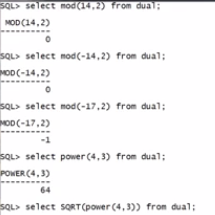 SQL> select mod(14,2) from dual;
MOD(14,2)
----------
0
SQL> select mod(-14,2) from dual;
MOD(-14,2)
----------
0
SQL> select mod(-17,2) from dual;
MOD(-17,2)
----------
-1
SQL> select power(4,3) from dual;
POWER(4,3)
----------
64
SQL> select SQRT(power(4,3)) from dual;